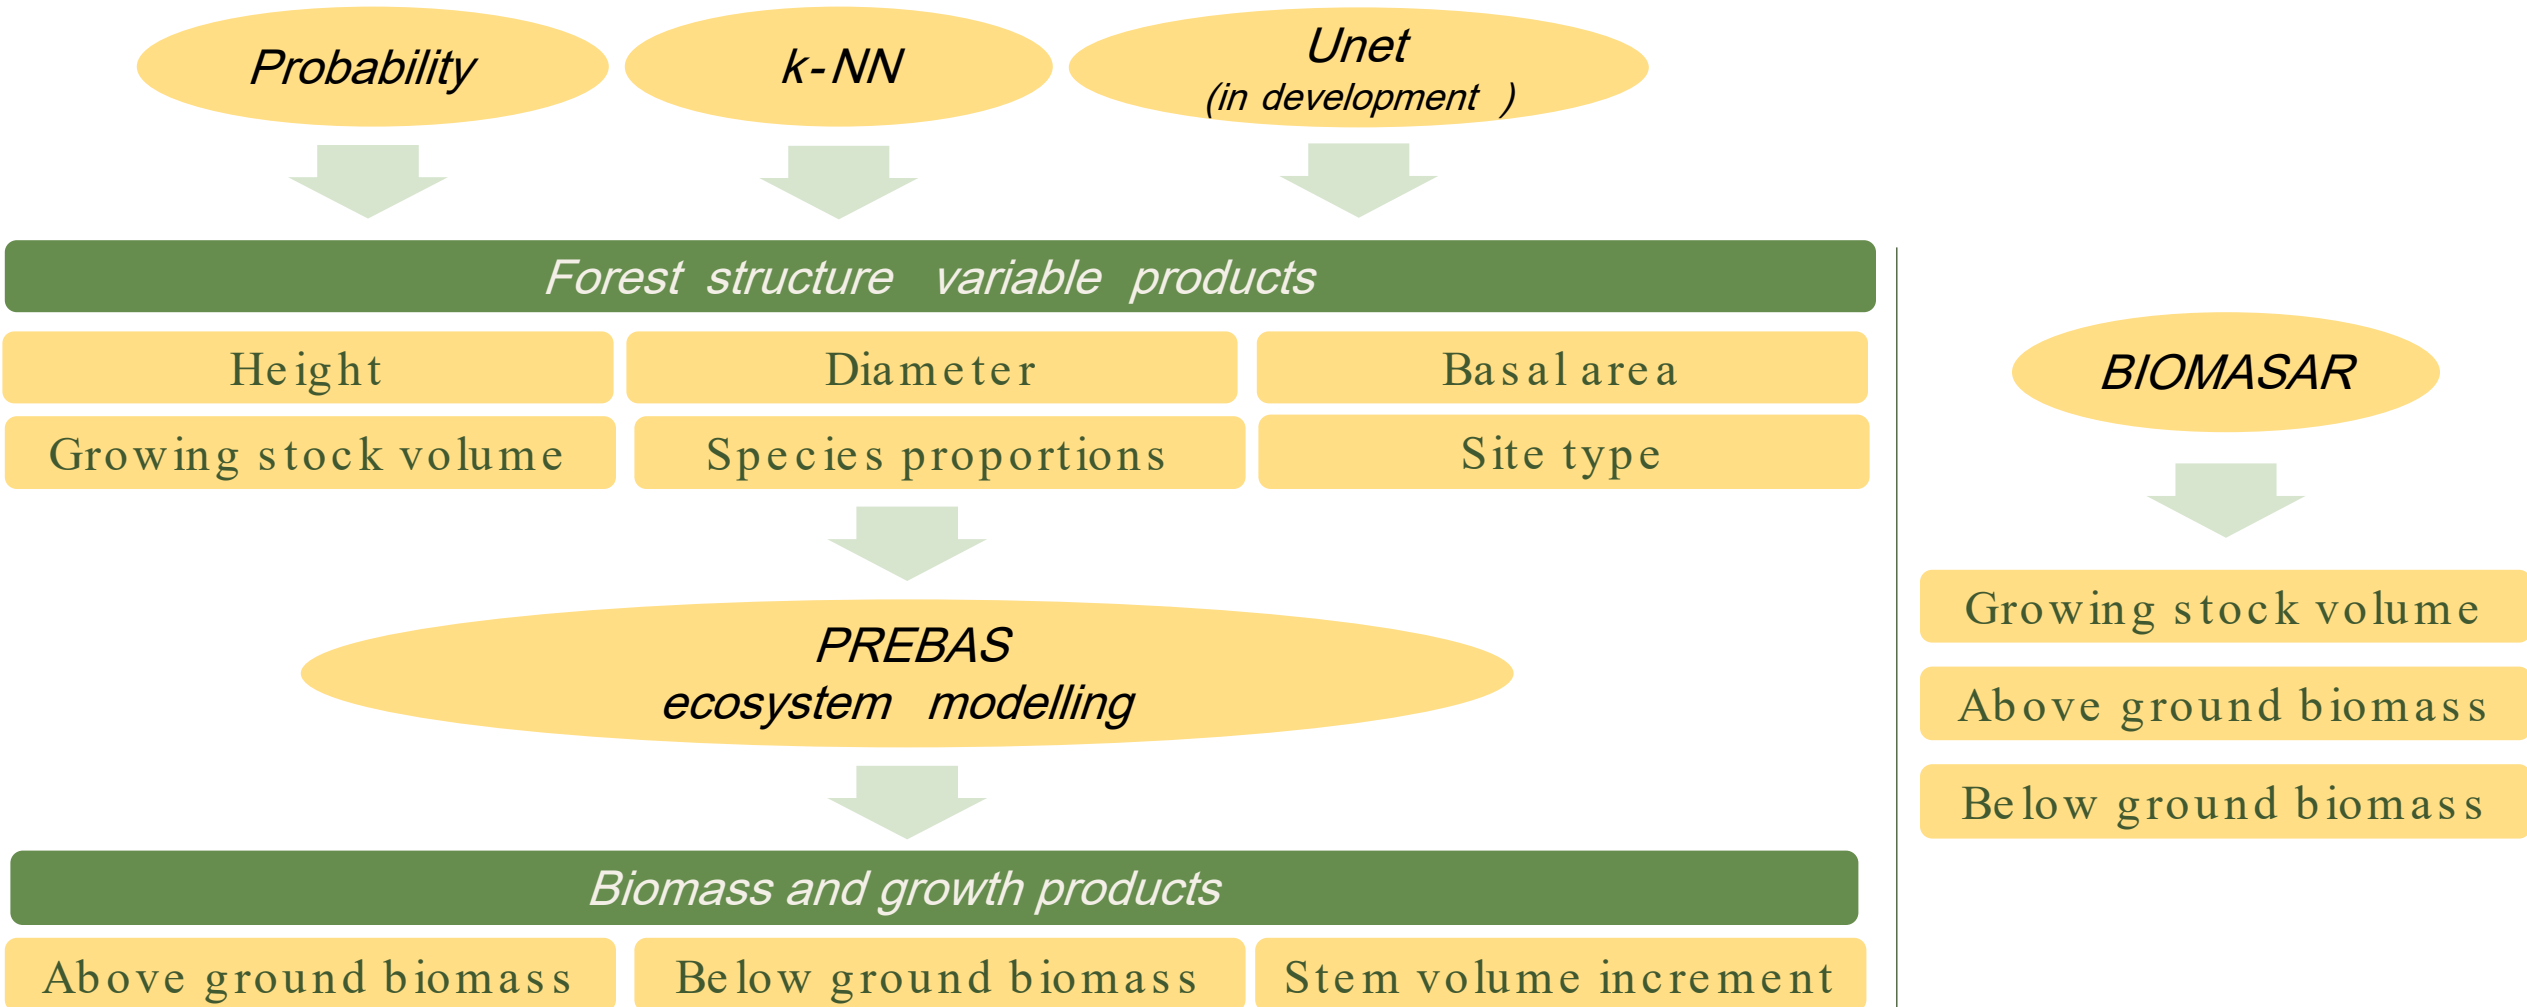 Probability
k-NN
Unet
(in development )
Forest structure variable products
Height
Diameter
Basal area
Growing stock volume
Species proportions
Site type
PREBAS
ecosystem modelling
Biomass and growth products
Above ground biomass
Below ground biomass
Stem volume increment
BIOMASAR
Growing stock volume
Above ground biomass
Below ground biomass